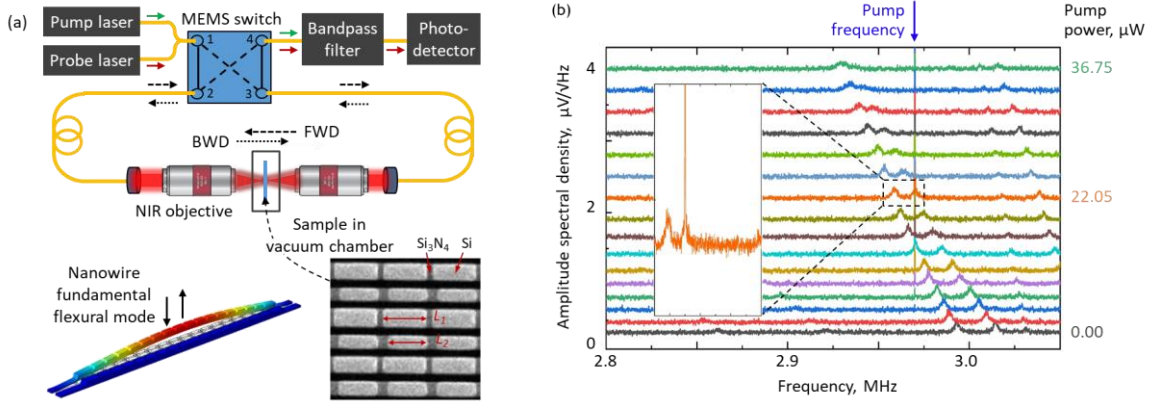 (a)
MEMS switch
Pump laser
Probe laser
1
4
2
3
Bandpass
filter
Photo-
detector
FWD
BWD
NIR objective
Sample in
vacuum chamber
Nanowire
fundamental
flexural mode
Si₃N₄
Si
L₁
L₂
(b)
Pump
frequency
Pump
power, μW
36.75
22.05
0.00
Amplitude spectral density, μV/√Hz
4
2
0
2.8
2.9
3.0
Frequency, MHz